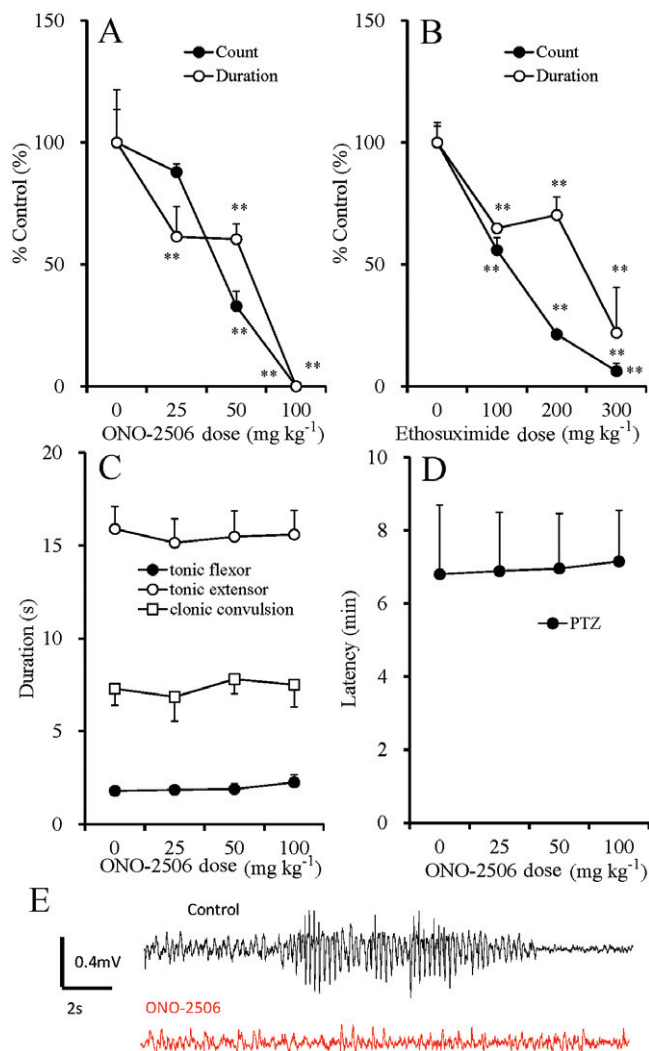 A
Count
Duration
% Control (%)
150
100
50
0
**
**
**
**
**
0 25 50 100
ONO-2506 dose (mg kg-1)
B
Count
Duration
% Control (%)
150
100
50
0
**
**
**
**
**
**
**
0 100 200 300
Ethosuximide dose (mg kg-1)
C
tonic flexor
tonic extensor
clonic convulsion
Duration (s)
20
15
10
5
0
0 25 50 100
ONO-2506 dose (mg kg-1)
D
PTZ
Latency (min)
10
8
6
4
2
0
0 25 50 100
ONO-2506 dose (mg kg-1)
E
Control
0.4mV
2s
ONO-2506